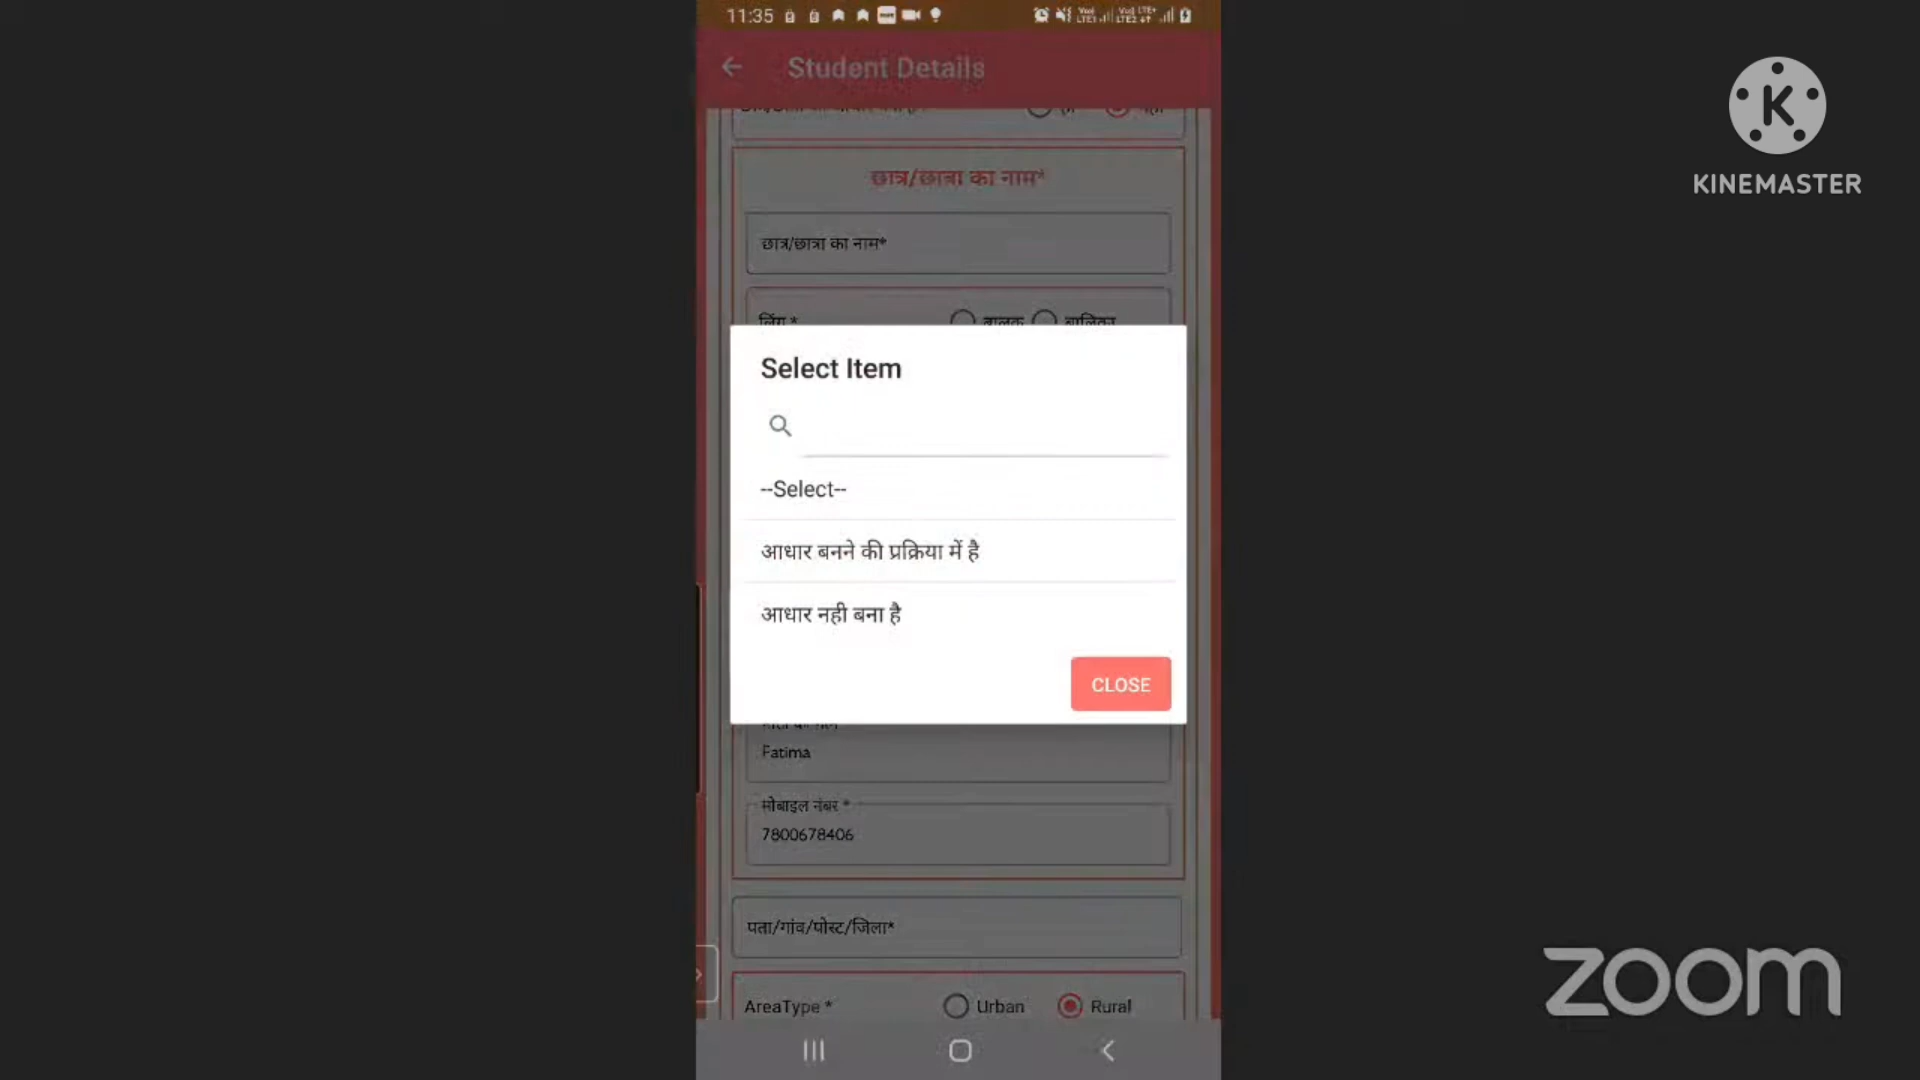 11:35
Student Details
छात्र/छात्रा का नाम*
छात्र/छात्रा का नाम*
लिंग * बालक बालिका
Select Item
--Select--
आधार बनने की प्रक्रिया में है
आधार नही बना है
CLOSE
Fatima
मोबाइल नंबर *
7800678406
पता/गांव/पोस्ट/जिला*
AreaType * Urban Rural
K
KINEMASTER
zoom